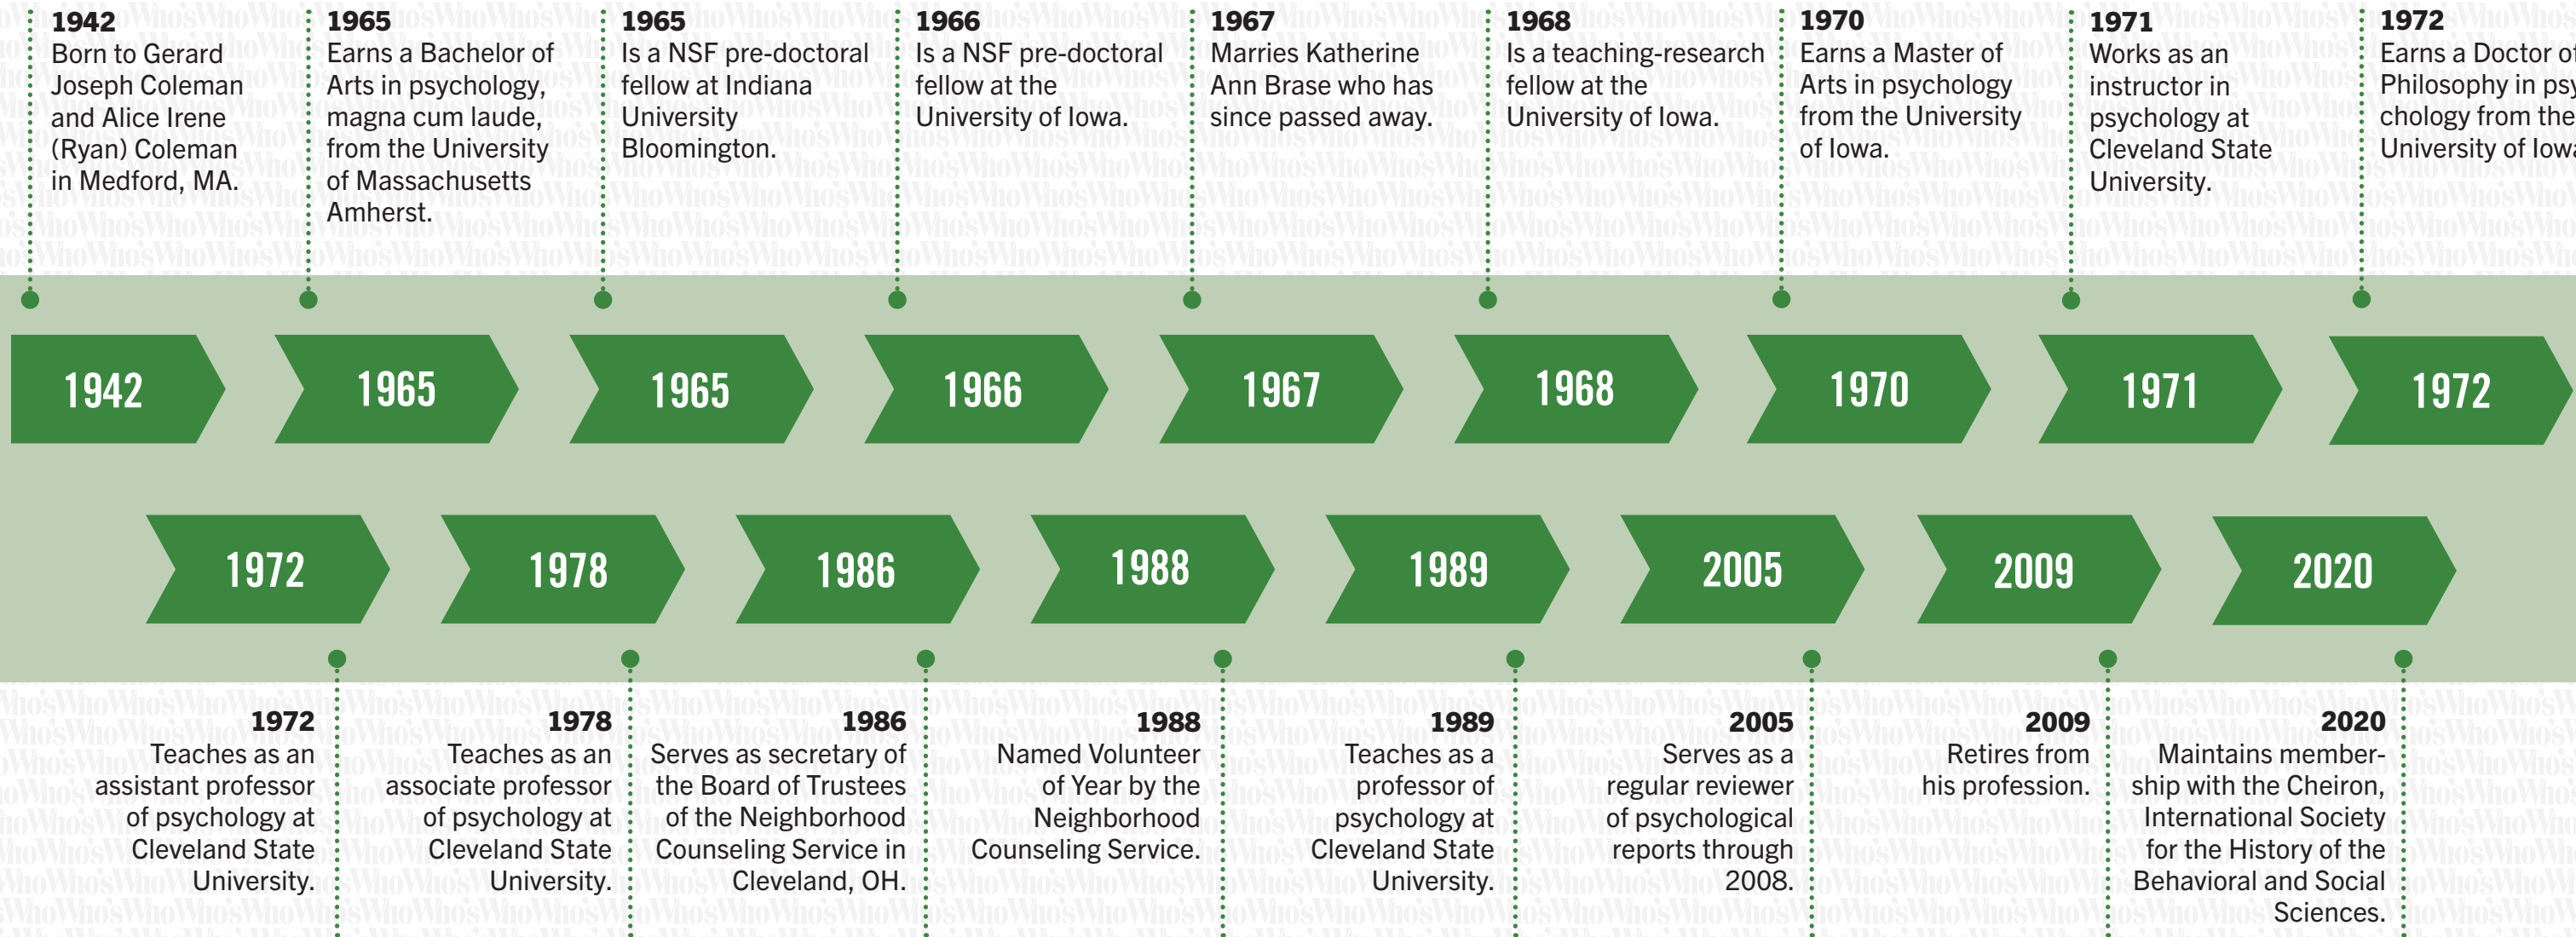 1942
Born to Gerard
Joseph Coleman
and Alice Irene
(Ryan) Coleman
in Medford, MA.
1965
Earns a Bachelor of
Arts in psychology,
magna cum laude,
from the University
of Massachusetts
Amherst.
1965
Is a NSF pre-doctoral
fellow at Indiana
University
Bloomington.
1966
Is a NSF pre-doctoral
fellow at the
University of Iowa.
1967
Marries Katherine
Ann Brase who has
since passed away.
1968
Is a teaching-research
fellow at the
University of Iowa.
1970
Earns a Master of
Arts in psychology
from the University
of Iowa.
1971
Works as an
instructor in
psychology at
Cleveland State
University.
1972
Earns a Doctor of
Philosophy in psy
chology from the
University of Iowa
1942
1965
1965
1966
1967
1968
1970
1971
1972
1972
1978
1986
1988
1989
2005
2009
2020
1972
Teaches as an
assistant professor
of psychology at
Cleveland State
University.
1978
Teaches as an
associate professor
of psychology at
Cleveland State
University.
1986
Serves as secretary of
the Board of Trustees
of the Neighborhood
Counseling Service in
Cleveland, OH.
1988
Named Volunteer
of Year by the
Neighborhood
Counseling Service.
1989
Teaches as a
professor of
psychology at
Cleveland State
University.
2005
Serves as a
regular reviewer
of psychological
reports through
2008.
2009
Retires from
his profession.
2020
Maintains member-
ship with the Cheiron,
International Society
for the History of the
Behavioral and Social
Sciences.